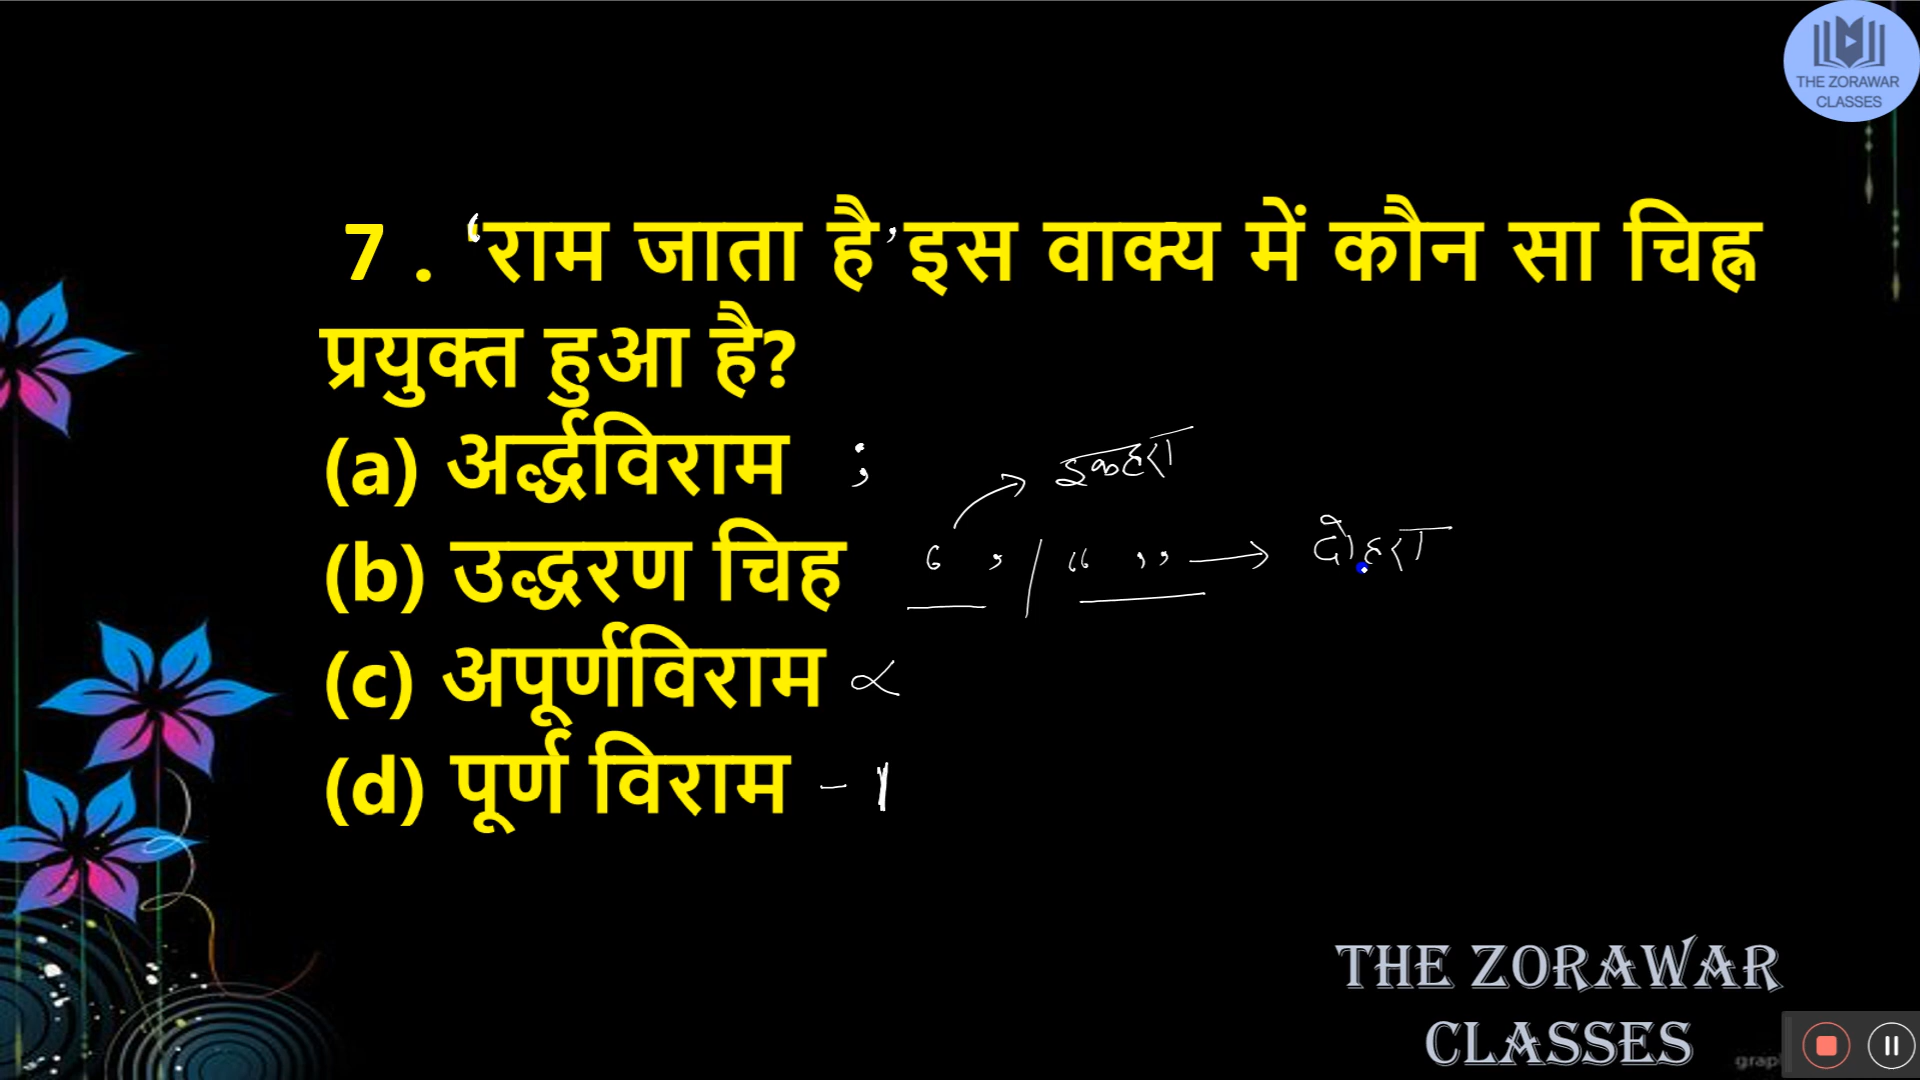 THE ZORAWAR
CLASSES
7 . ‘राम जाता है’ इस वाक्य में कौन सा चिह्न
प्रयुक्त हुआ है?
(a) अर्द्धविराम ;
इकहरा
(b) उद्धरण चिह ‘ ’ / “ ” → दोहरा
(c) अपूर्णविराम
(d) पूर्ण विराम - ।
THE ZORAWAR
CLASSES